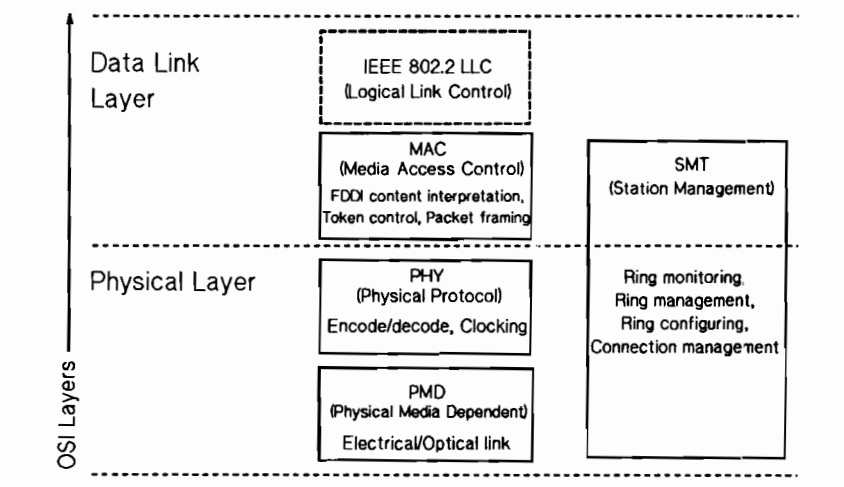 Data Link
Layer
IEEE 802.2 LLC
(Logical Link Control)
MAC
(Media Access Control)
FDDI content interpretation,
Token control, Packet framing
SMT
(Station Management)
Physical Layer
PHY
(Physical Protocol)
Encode/decode, Clocking
Ring monitoring,
Ring management,
Ring configuring,
Connection management
PMD
(Physical Media Dependent)
Electrical/Optical link
OSI Layers